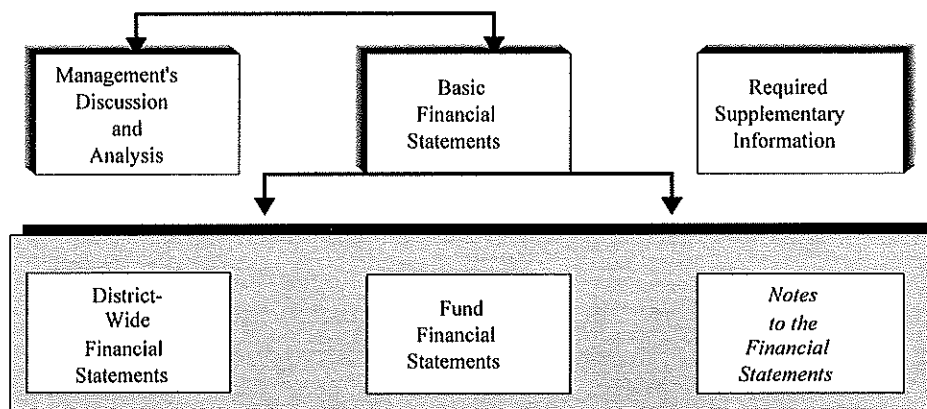 Management's
Discussion
and
Analysis
Basic
Financial
Statements
Required
Supplementary
Information
District-
Wide
Financial
Statements
Fund
Financial
Statements
Notes
to the
Financial
Statements